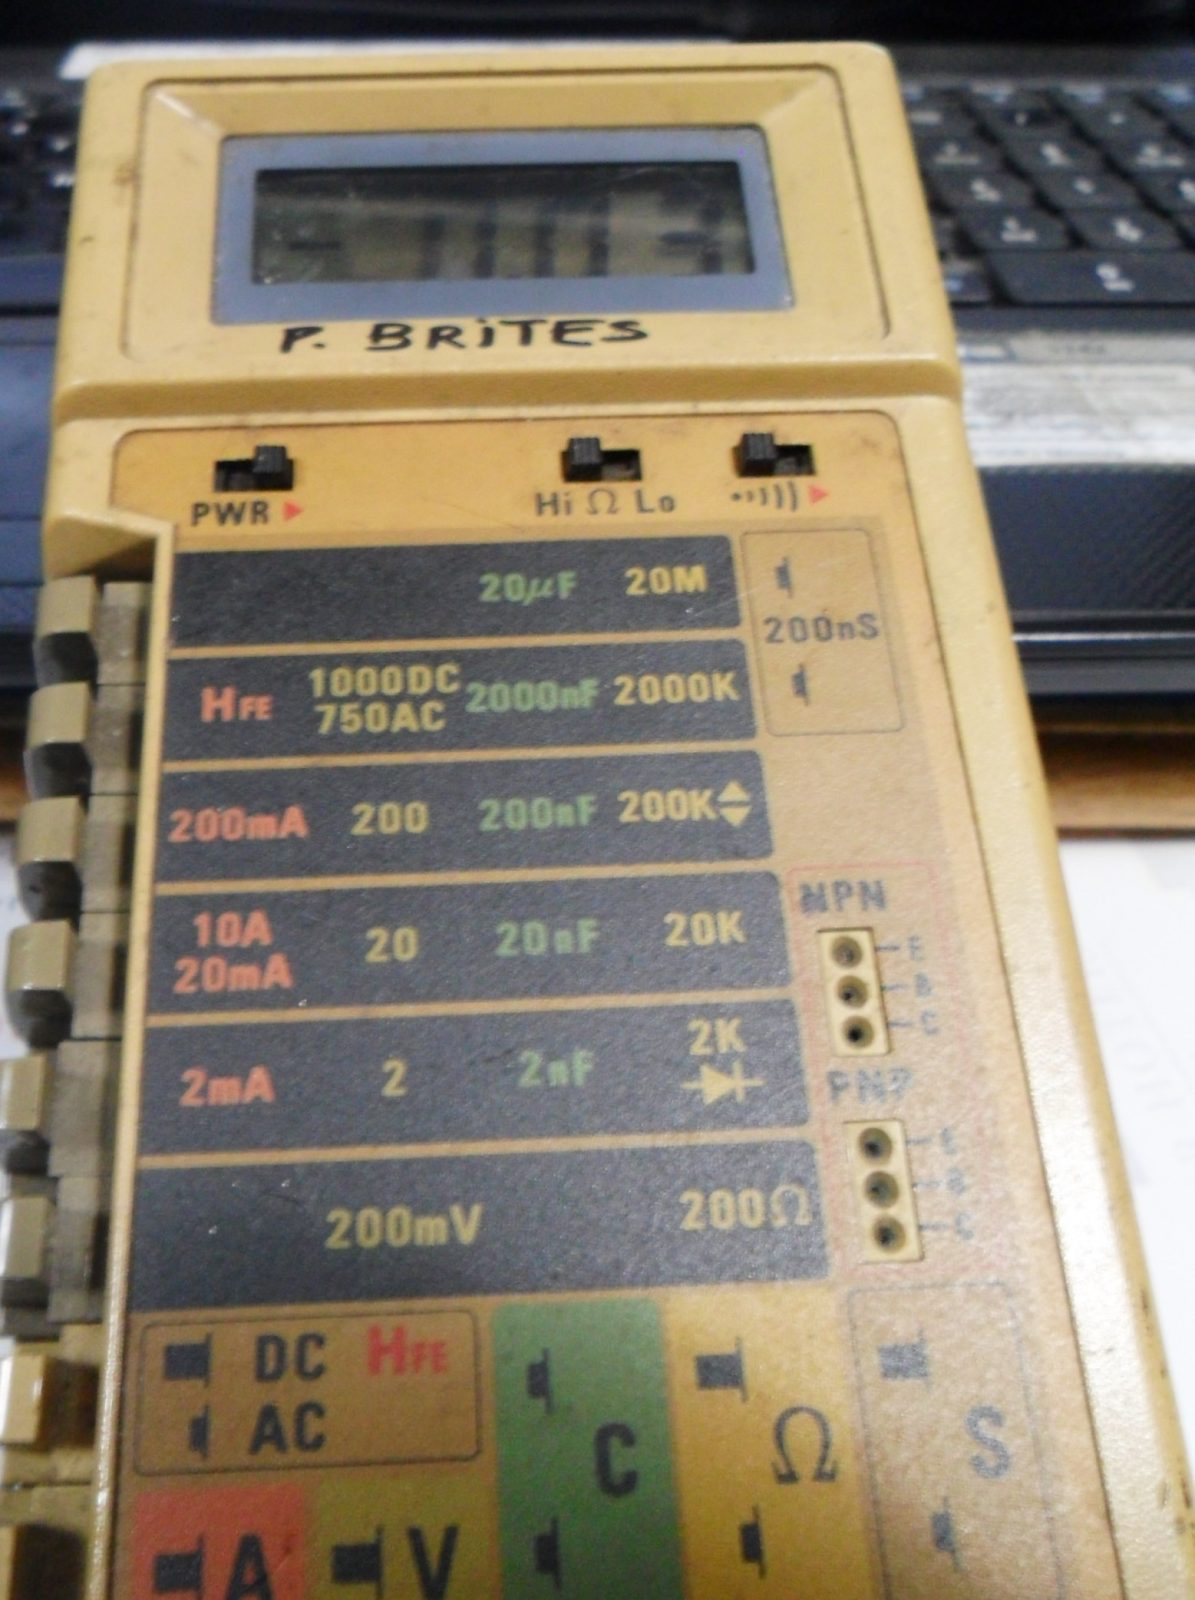 P. BRiTES
PWR Hi Ω Lo
20µF 20M
200nS
HFE 1000DC 750AC 2000nF 2000K
200mA 200 200nF 200K
NPN
E
B
C
10A 20mA 20 20nF 20K
2mA 2 2nF 2K
PNP
E
B
C
200mV 200Ω
DC HFE
AC
C Ω S
A V